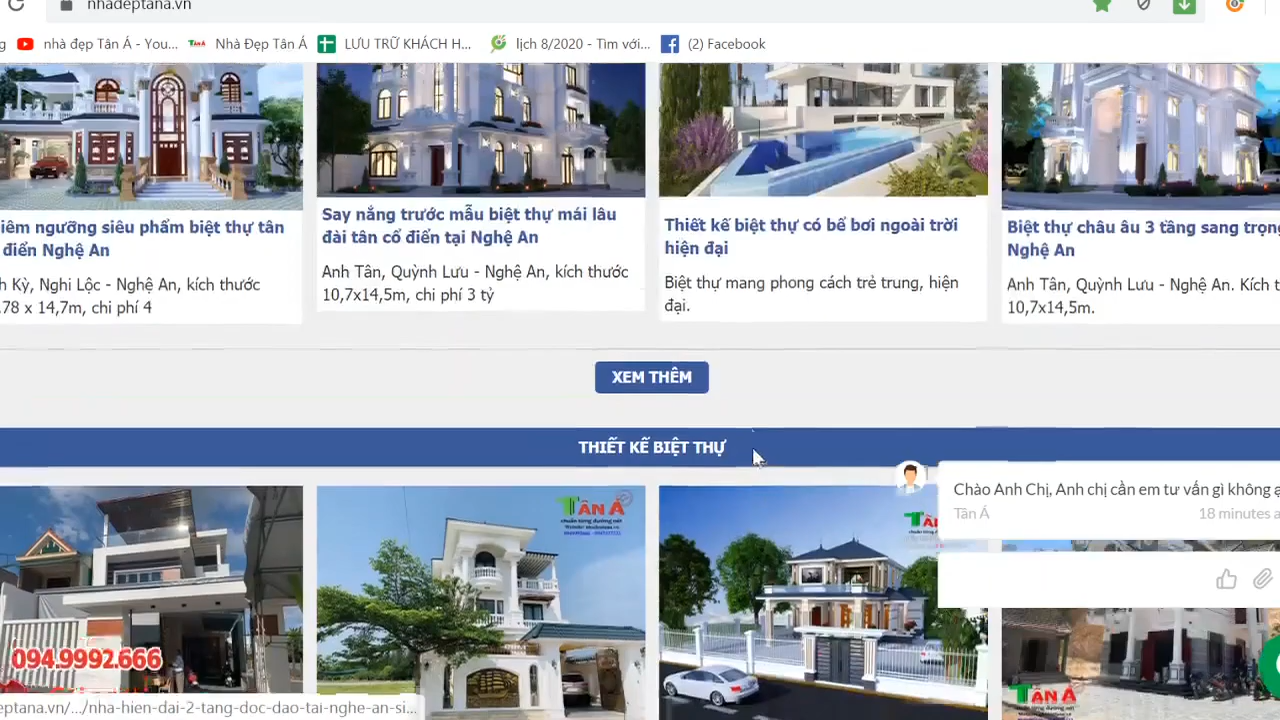 nhadeptana.vn
g nhà đẹp Tân Á - You... Nhà Đẹp Tân Á LƯU TRỮ KHÁCH H... lịch 8/2020 - Tìm với... (2) Facebook
iêm ngưỡng siêu phẩm biệt thự tân
điển Nghệ An
h Kỳ, Nghi Lộc - Nghệ An, kích thước
.78 x 14,7m, chi phí 4
Say nắng trước mẫu biệt thự mái lâu
đài tân cổ điển tại Nghệ An
Anh Tân, Quỳnh Lưu - Nghệ An, kích thước
10,7x14,5m, chi phí 3 tỷ
Thiết kế biệt thự có bể bơi ngoài trời
hiện đại
Biệt thự mang phong cách trẻ trung, hiện
đại.
Biệt thự châu âu 3 tầng sang trọng
Nghệ An
Anh Tân, Quỳnh Lưu - Nghệ An. Kích t
10,7x14,5m.
XEM THÊM
THIẾT KẾ BIỆT THỰ
Chào Anh Chị, Anh chị cần em tư vấn gì không ạ
Tân Á 18 minutes a
TÂN Á
chuẩn từng đường nét
TÂ
094.9992.666
TÂN Á
eptana.vn/.../nha-hien-dai-2-tang-doc-dao-tai-nghe-an-si...